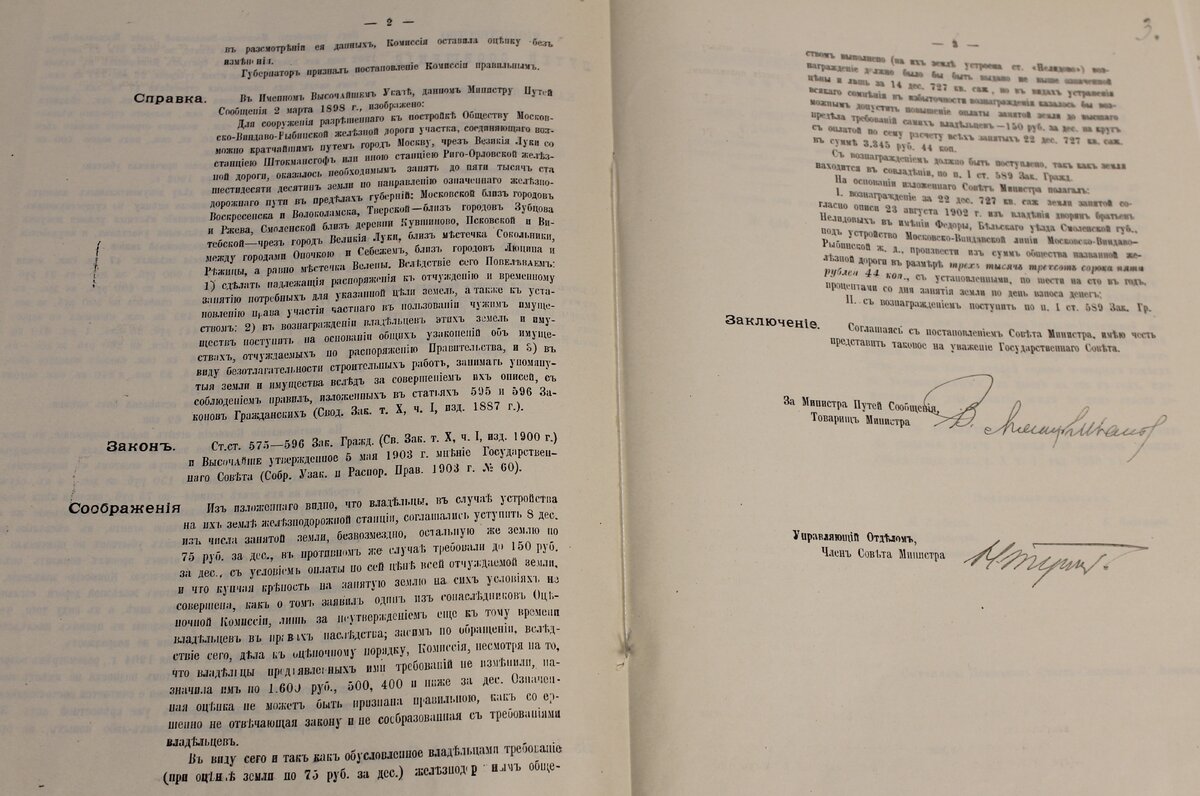 — 2 —
въ разсмотрѣніи ея данныхъ, Комиссія оставила оцѣнку безъ
измѣненія.
Губернаторъ призналъ постановленіе Комиссіи правильнымъ.
Справка.
Въ Именномъ Высочайшемъ Указѣ, данномъ Министру Путей
Сообщенія 2 марта 1898 г., изображено:
Для сооруженія разрѣшеннаго къ постройкѣ Обществу Москов-
ско-Виндаво-Рыбинской желѣзной дороги участка, соединяющаго воз-
можно кратчайшимъ путемъ городъ Москву, чрезъ Великія Луки со
станціею Штокмансгофъ или иною станціею Риго-Орловской желѣз-
ной дороги, оказалось необходимымъ занять до пяти тысячъ ста
шестидесяти десятинъ земли по направленію означеннаго желѣзно-
дорожнаго пути въ предѣлахъ губерній: Московской близъ городовъ
Воскресенска и Волоколамска, Тверской—близъ городовъ Зубцова
и Ржева, Смоленской близъ деревни Кувшиново, Псковской и Ви-
тебской—чрезъ городъ Великія Луки, близъ мѣстечка Сокольники,
между городами Опочкою и Себежемъ, близъ городовъ Люцина и
Рѣжицы, а равно мѣстечка Велены. Вслѣдствіе сего Повелѣваемъ:
1) сдѣлать надлежащія распоряженія къ отчужденію и временному
занятію потребныхъ для указанной цѣли земель, а также къ уста-
новленію права участія частнаго въ пользованіи чужимъ имуще-
ствомъ: 2) въ вознагражденіи владѣльцевъ этихъ земель и иму-
ществъ поступить на основаніи общихъ узаконеній объ имуще-
ствахъ, отчуждаемыхъ по распоряженію Правительства, и 3) въ
виду безотлагательности строительныхъ работъ, занимать упомяну-
тыя земли и имущества вслѣдъ за совершеніемъ ихъ описей, съ
соблюденіемъ правилъ, изложенныхъ въ статьяхъ 595 и 596 За-
коновъ Гражданскихъ (Свод. Зак. т. X, ч. I, изд. 1887 г.).
Законъ.
Ст.ст. 575—596 Зак. Гражд. (Св. Зак. т. X, ч. I, изд. 1900 г.)
и Высочайше утвержденное 5 мая 1903 г. мнѣніе Государствен-
наго Совѣта (Собр. Узак. и Распор. Прав. 1903 г. № 60).
Соображенія
Изъ изложеннаго видно, что владѣльцы, въ случаѣ устройства
на ихъ землѣ желѣзнодорожной станціи, соглашались уступить 8 дес.
изъ числа занятой земли, безвозмездно, остальную же землю по
75 руб. за дес., въ противномъ же случаѣ требовали до 150 руб.
за дес., съ условіемъ оплаты по сей цѣнѣ всей отчуждаемой земли,
и что купчая крѣпость на занятую землю на сихъ условіяхъ не
совершена, какъ о томъ заявилъ одинъ изъ сонаслѣдниковъ Оцѣ-
ночной Комиссіи, лишь за неутвержденіемъ еще къ тому времени
владѣльцевъ въ правахъ наслѣдства; засимъ по обращеніи, вслѣд-
ствіе сего, дѣла къ оцѣночному порядку, Комиссія, несмотря на то,
что владѣльцы предъявленныхъ ими требованій не измѣнили, на-
значила имъ по 1.600 руб., 500, 400 и ниже за дес. Означен-
ная оцѣнка не можетъ быть признана правильною, какъ совер-
шенно не отвѣчающая закону и не сообразованная съ требованіями
владѣльцевъ.
Въ виду сего и такъ какъ обусловленное владѣльцами требованіе
(при оцѣнкѣ земли по 75 руб. за дес.) желѣзнодорожнымъ обще-
3.
— 3 —
ствомъ выполнено (на ихъ землѣ устроена ст. «Нелидово») воз-
награжденіе должно было бы быть выдано не выше означенной
цѣны и лишь за 14 дес. 727 кв. саж., но въ видахъ устраненія
всякаго сомнѣнія въ избыточности вознагражденія казалось бы воз-
можнымъ допустить повышеніе оплаты занятой земли до высшаго
предѣла требованій самихъ владѣльцевъ—150 руб. за дес. на кругъ
съ оплатой по сему расчету всѣхъ занятыхъ 22 дес. 727 кв. саж.
въ суммѣ 3.345 руб. 44 коп.
Съ вознагражденіемъ должно быть поступлено, такъ какъ земля
находится въ совладѣніи, по п. 1 ст. 589 Зак. Гражд.
На основаніи изложеннаго Совѣтъ Министра полагалъ:
I. вознагражденіе за 22 дес. 727 кв. саж земли занятой со-
гласно описи 23 августа 1902 г. изъ владѣнія дворянъ братьевъ
Нелидовыхъ въ имѣніи Федоры, Бѣльскаго уѣзда Смоленской губ.,
подъ устройство Московско-Виндавской линіи Московско-Виндаво-
Рыбинской ж. д., произвести изъ суммъ общества названной же-
лѣзной дороги въ размѣрѣ трехъ тысячъ трехсотъ сорока пяти
рублей 44 коп., съ установленными, по шести на сто въ годъ,
процентами со дня занятія земли по день взноса денегъ;
II. съ вознагражденіемъ поступить по п. 1 ст. 589 Зак. Гр.
Заключеніе.
Соглашаясь съ постановленіемъ Совѣта Министра, имѣю честь
представить таковое на уваженіе Государственнаго Совѣта.
За Министра Путей Сообщенія,
Товарищъ Министра
Управляющій Отдѣломъ,
Членъ Совѣта Министра